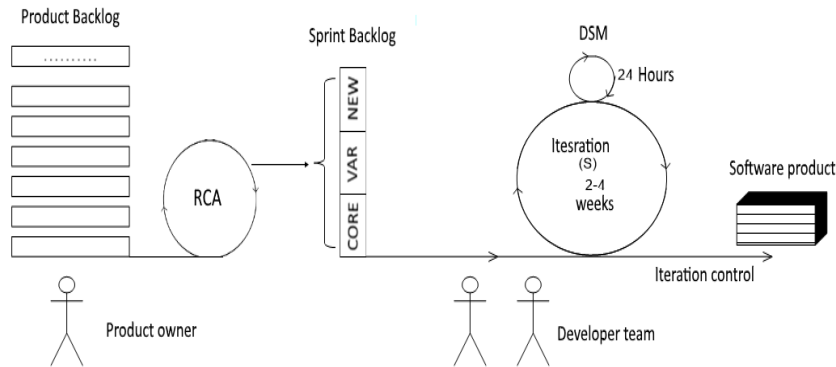 Product Backlog
..........
RCA
Product owner
Sprint Backlog
NEW
VAR
CORE
DSM
24 Hours
Itesration
(S)
2-4
weeks
Developer team
Software product
Iteration control